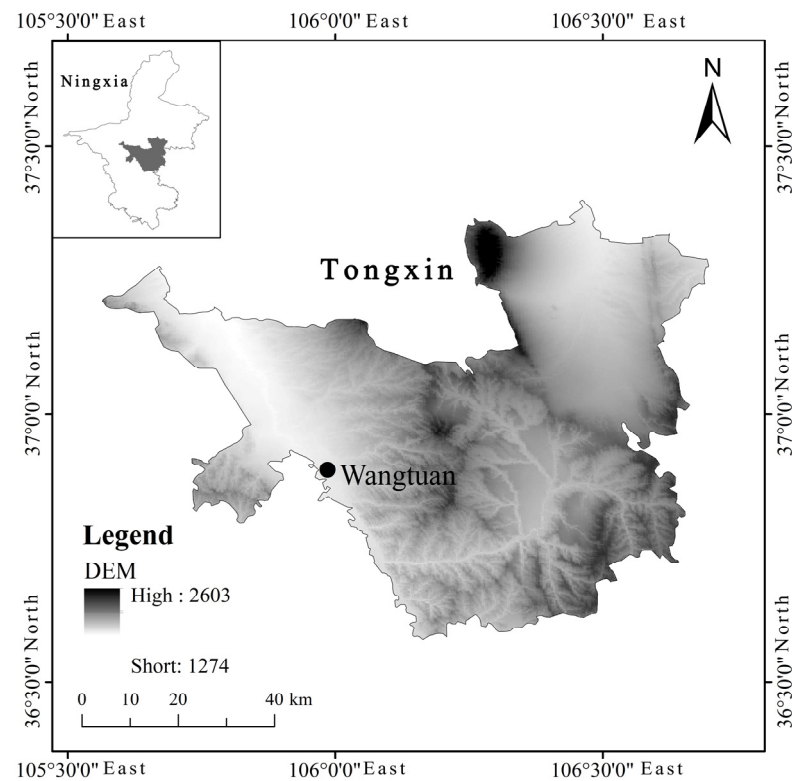 105°30'0" East 106°0'0" East 106°30'0" East
Ningxia
N
37°30'0" North
37°30'0" North
Tongxin
37°0'0" North
37°0'0" North
Wangtuan
Legend
DEM
High : 2603
Short: 1274
36°30'0" North
36°30'0" North
0 10 20 40 km
105°30'0" East 106°0'0" East 106°30'0" East